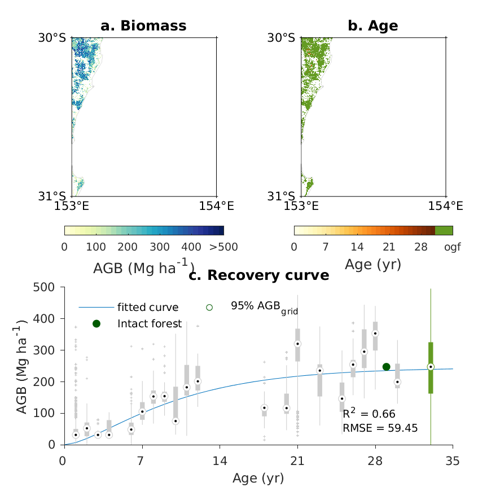 a. Biomass
b. Age
30°S
30°S
31°S
31°S
153°E
154°E
153°E
154°E
0 100 200 300 400 >500
AGB (Mg ha-1)
0 7 14 21 28 ogf
Age (yr)
c. Recovery curve
AGB (Mg ha-1)
500
400
300
200
100
0
fitted curve
95% AGBgrid
Intact forest
R2 = 0.66
RMSE = 59.45
0 7 14 21 28 35
Age (yr)